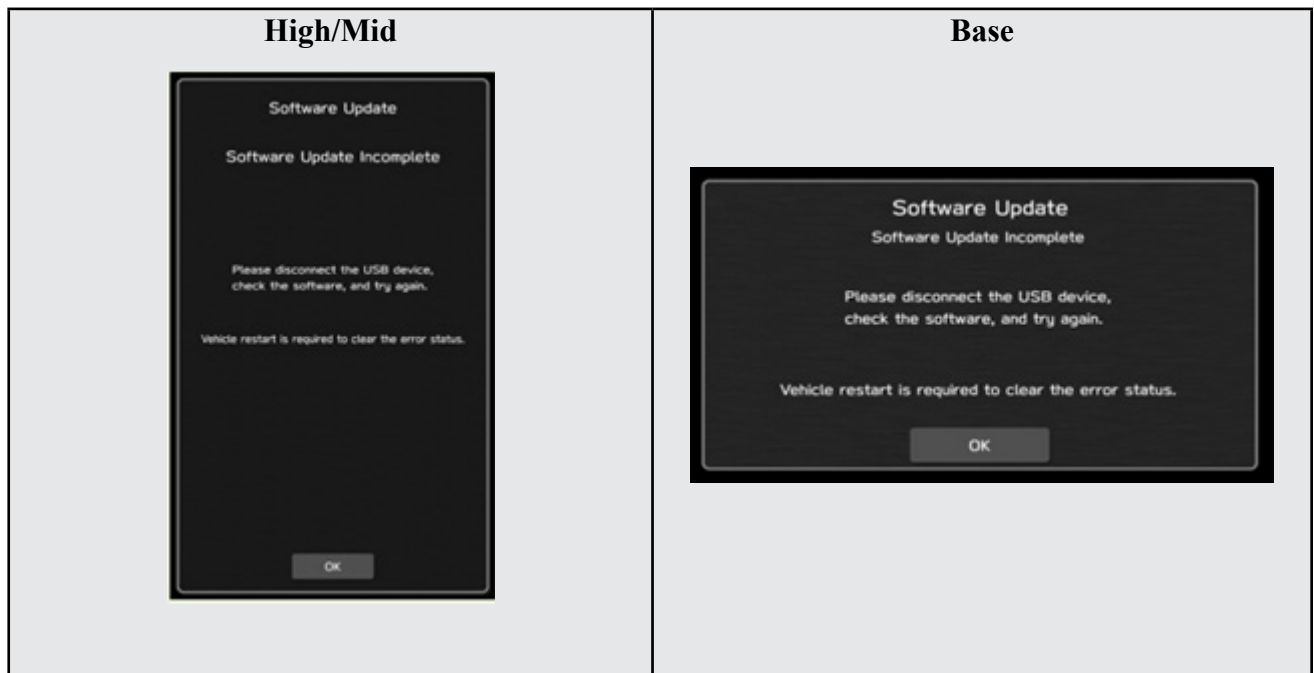 High/Mid
Software Update
Software Update Incomplete
Please disconnect the USB device,
check the software, and try again.
Vehicle restart is required to clear the error status.
OK
Base
Software Update
Software Update Incomplete
Please disconnect the USB device,
check the software, and try again.
Vehicle restart is required to clear the error status.
OK